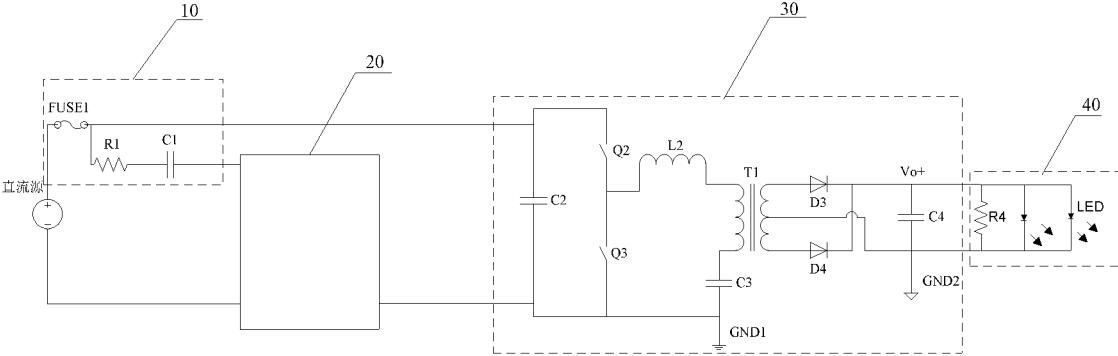 10
30
20
40
FUSE1
R1
C1
直流源
+
−
Q2
L2
C2
Q3
T1
D3
D4
C3
GND1
Vo+
C4
GND2
R4
LED